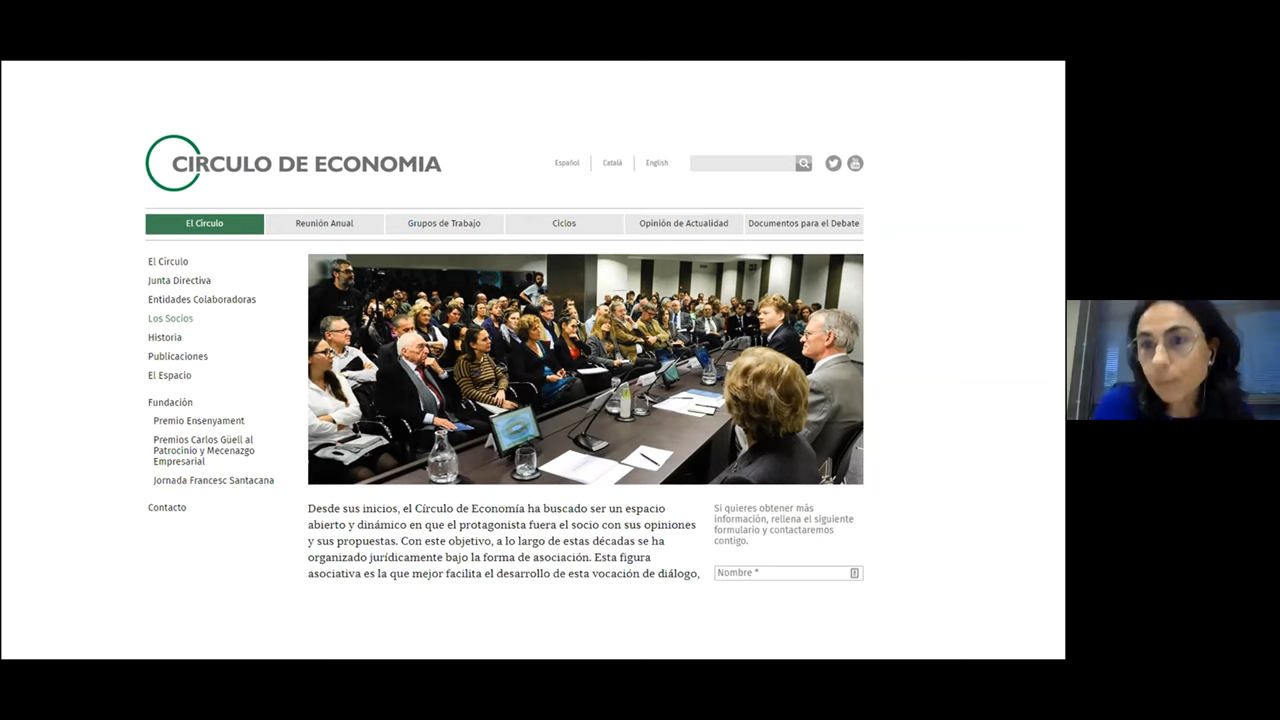 CIRCULO DE ECONOMIA
Español
Català
English
El Círculo
Reunión Anual
Grupos de Trabajo
Ciclos
Opinión de Actualidad
Documentos para el Debate
El Círculo
Junta Directiva
Entidades Colaboradoras
Los Socios
Historia
Publicaciones
El Espacio
Fundación
Premio Ensenyament
Premios Carlos Güell al
Patrocinio y Mecenazgo
Empresarial
Jornada Francesc Santacana
Contacto
Desde sus inicios, el Círculo de Economía ha buscado ser un espacio
abierto y dinámico en que el protagonista fuera el socio con sus opiniones
y sus propuestas. Con este objetivo, a lo largo de estas décadas se ha
organizado jurídicamente bajo la forma de asociación. Esta figura
asociativa es la que mejor facilita el desarrollo de esta vocación de diálogo,
Si quieres obtener más
información, rellena el siguiente
formulario y contactaremos
contigo.
Nombre *